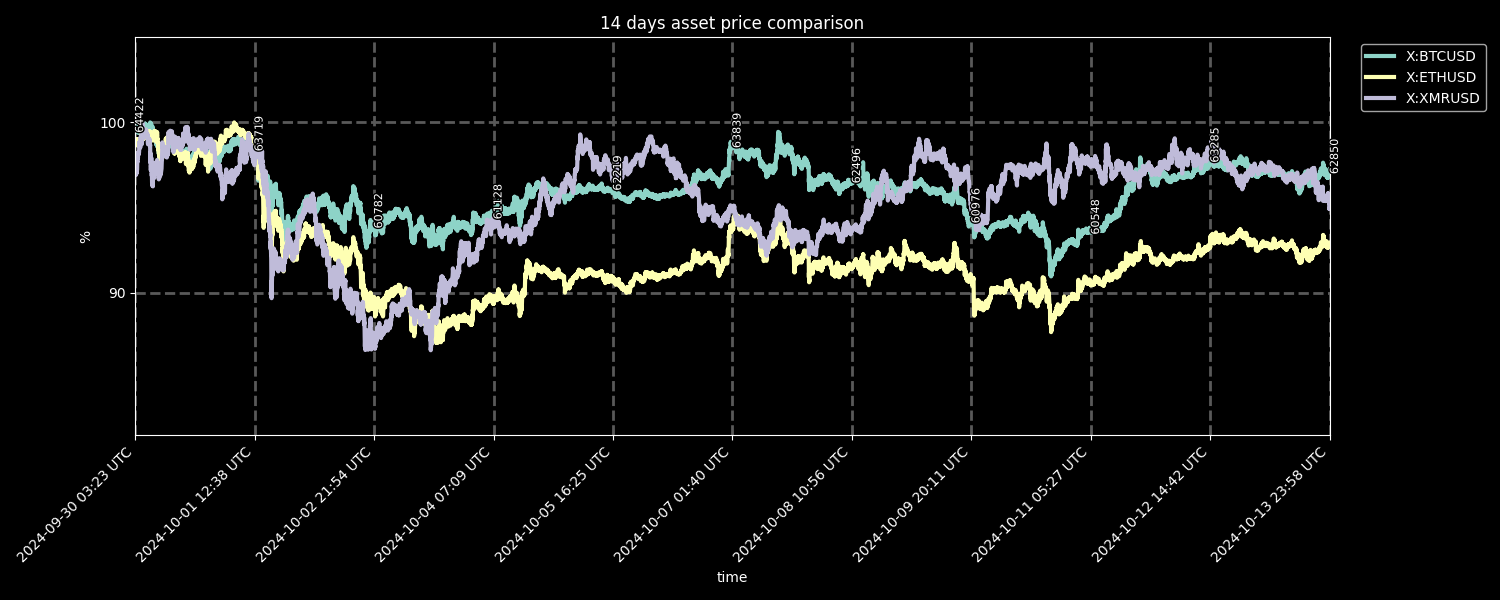 14 days asset price comparison
X:BTCUSD
X:ETHUSD
X:XMRUSD
100
90
%
64422
63719
60782
61128
62219
63839
62496
60976
60548
63285
62850
2024-09-30 03:23 UTC
2024-10-01 12:38 UTC
2024-10-02 21:54 UTC
2024-10-04 07:09 UTC
2024-10-05 16:25 UTC
2024-10-07 01:40 UTC
2024-10-08 10:56 UTC
2024-10-09 20:11 UTC
2024-10-11 05:27 UTC
2024-10-12 14:42 UTC
2024-10-13 23:58 UTC
time